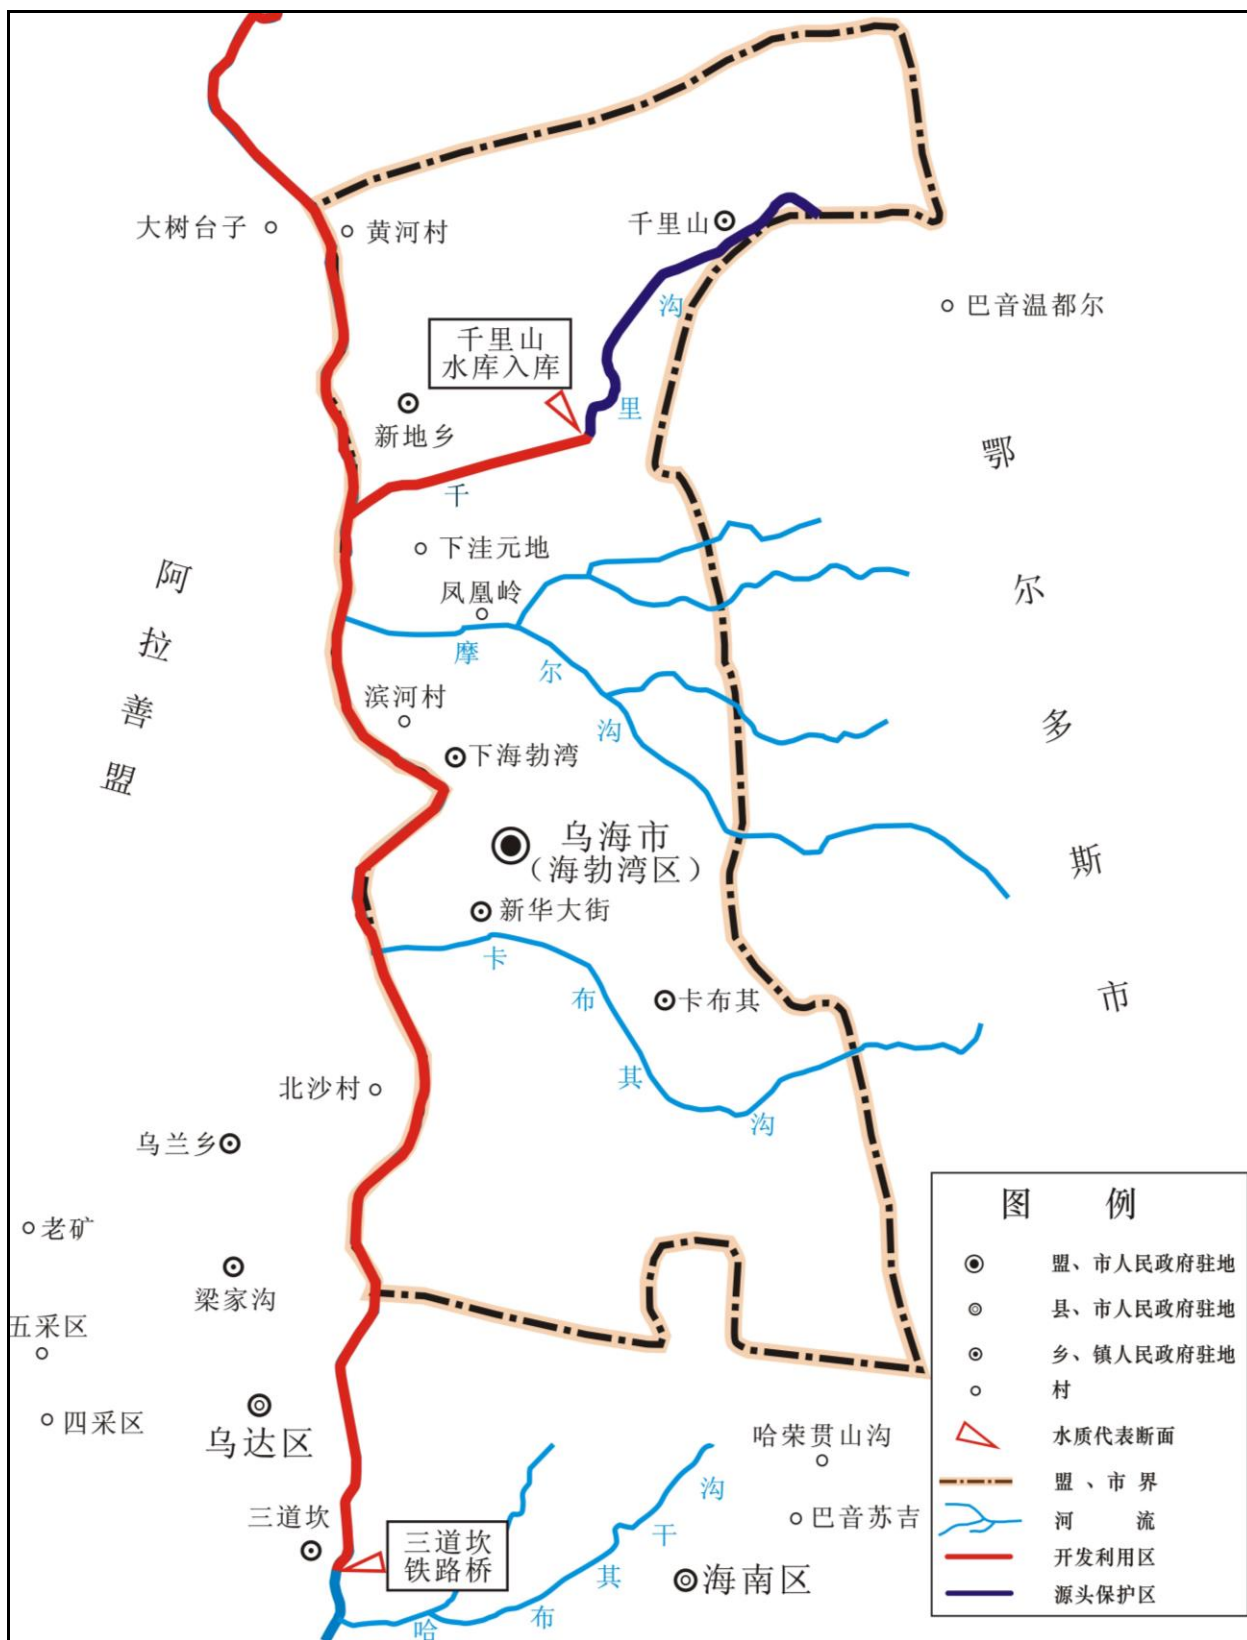 大树台子
黄河村
千里山
巴音温都尔
千里山
水库入库
新地乡
千里沟
下洼元地
凤凰岭
摩尔沟
阿拉善盟
鄂尔多斯市
滨河村
下海勃湾
乌海市
（海勃湾区）
新华大街
卡布其沟
卡布其
北沙村
乌兰乡
老矿
梁家沟
五采区
四采区
乌达区
三道坎
三道坎
铁路桥
哈布其干沟
哈荣贯山沟
巴音苏吉
海南区
图 例
盟、市人民政府驻地
县、市人民政府驻地
乡、镇人民政府驻地
村
水质代表断面
盟、市界
河流
开发利用区
源头保护区